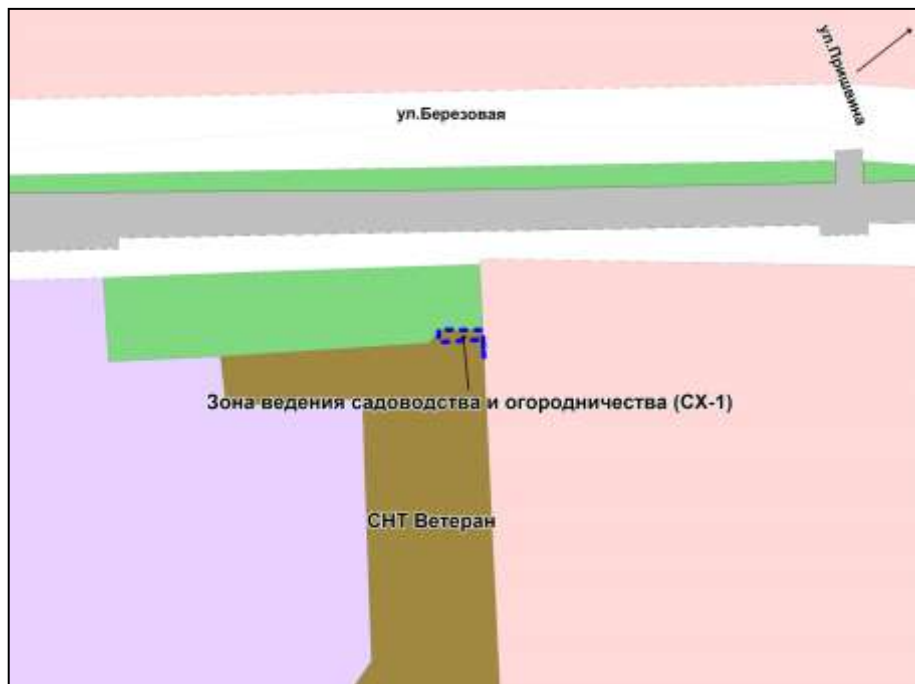 ул.Пришвина
ул.Березовая
Зона ведения садоводства и огородничества (СХ-1)
СНТ Ветеран